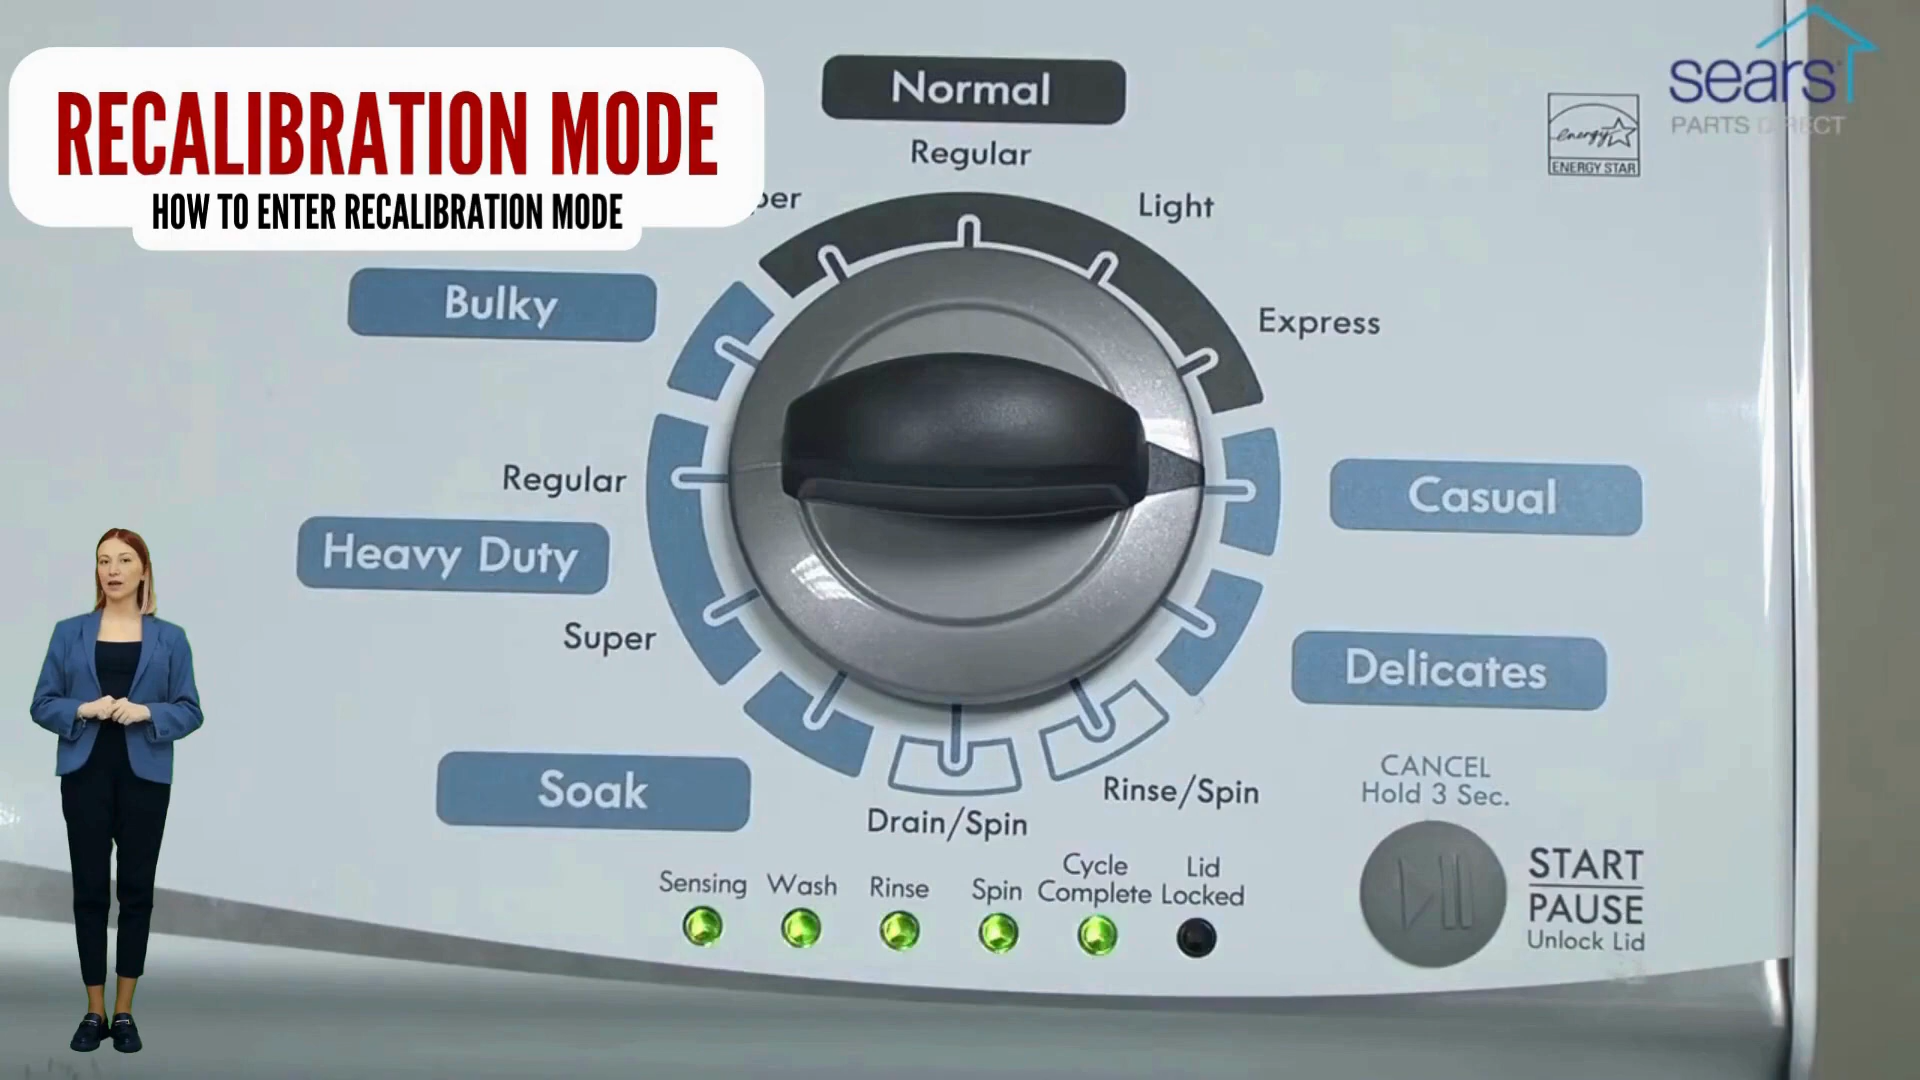 RECALIBRATION MODE
HOW TO ENTER RECALIBRATION MODE
Normal
Regular
Light
Express
sears
PARTS DIRECT
energy
ENERGY STAR
Bulky
Regular
Heavy Duty
Super
Soak
Casual
Delicates
Rinse/Spin
Drain/Spin
CANCEL
Hold 3 Sec.
START
PAUSE
Unlock Lid
Sensing
Wash
Rinse
Spin
Cycle
Complete
Lid
Locked